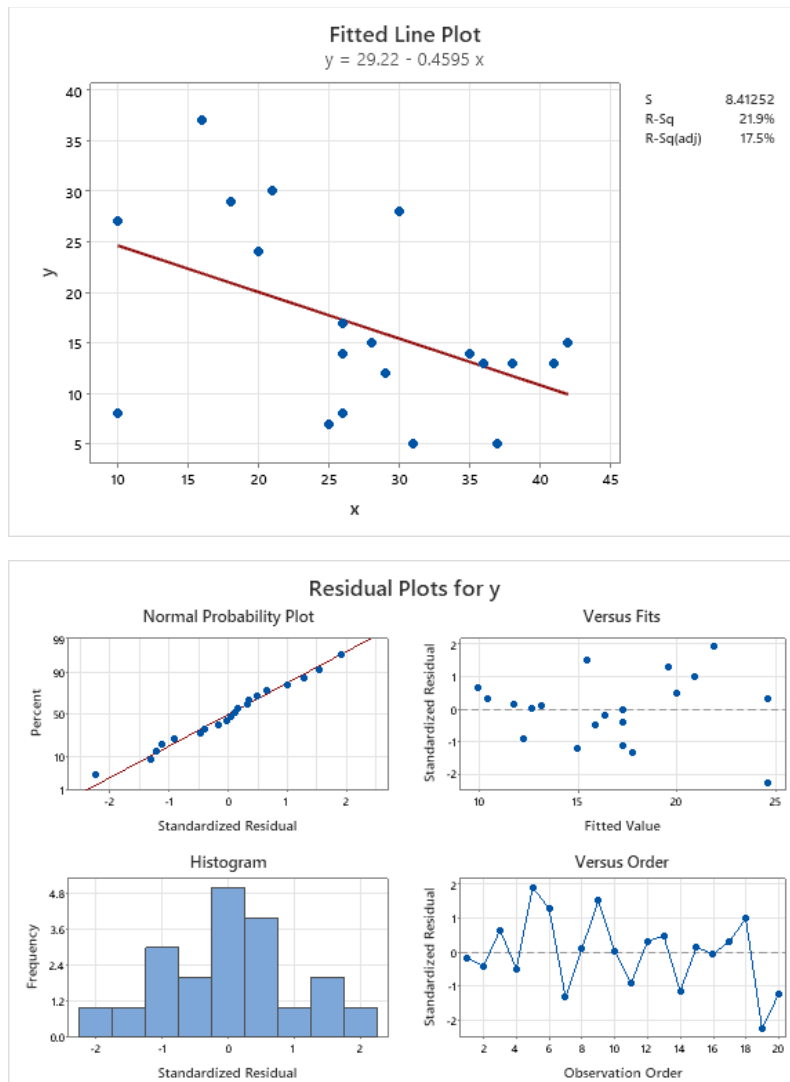 Fitted Line Plot
y = 29.22 - 0.4595 x
40
35
30
25
20
15
10
5
y
10 15 20 25 30 35 40 45
x
S 8.41252
R-Sq 21.9%
R-Sq(adj) 17.5%
Residual Plots for y
Normal Probability Plot
99
90
50
10
1
Percent
-2 -1 0 1 2
Standardized Residual
Versus Fits
2
1
0
-1
-2
Standardized Residual
10 15 20 25
Fitted Value
Histogram
4.8
3.6
2.4
1.2
0.0
Frequency
-2 -1 0 1 2
Standardized Residual
Versus Order
2
1
0
-1
-2
Standardized Residual
2 4 6 8 10 12 14 16 18 20
Observation Order